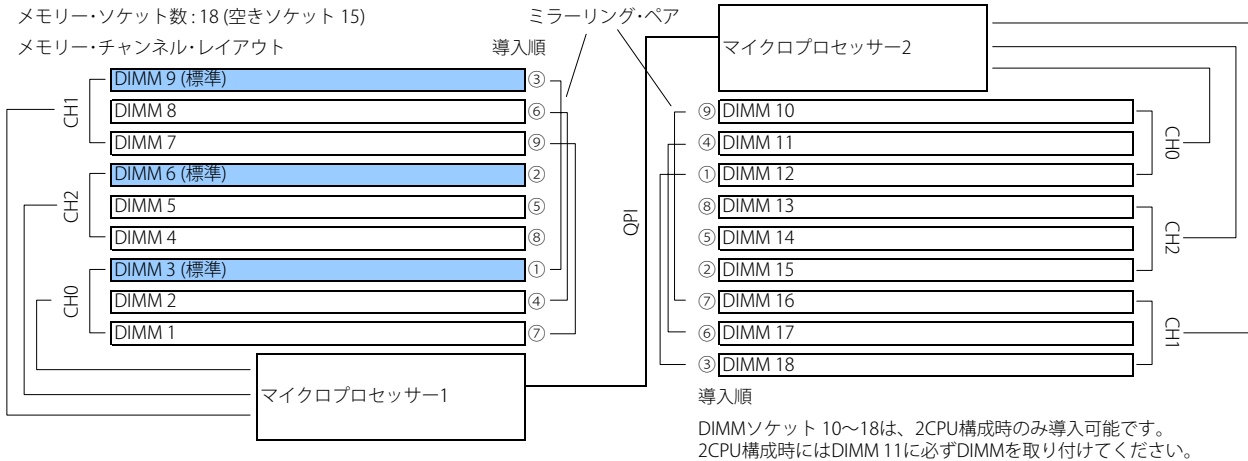 メモリー・ソケット数 : 18 (空きソケット 15)
ミラーリング・ペア
メモリー・チャンネル・レイアウト
導入順
DIMM 9 (標準) ③
DIMM 8 ⑥
DIMM 7 ⑨
CH1
DIMM 6 (標準) ②
DIMM 5 ⑤
DIMM 4 ⑧
CH2
DIMM 3 (標準) ①
DIMM 2 ④
DIMM 1 ⑦
CH0
マイクロプロセッサー1
QPI
マイクロプロセッサー2
⑨ DIMM 10
④ DIMM 11
① DIMM 12
CH0
⑧ DIMM 13
⑤ DIMM 14
② DIMM 15
CH2
⑦ DIMM 16
⑥ DIMM 17
③ DIMM 18
CH1
導入順
DIMMソケット 10～18は、2CPU構成時のみ導入可能です。
2CPU構成時にはDIMM 11に必ずDIMMを取り付けてください。